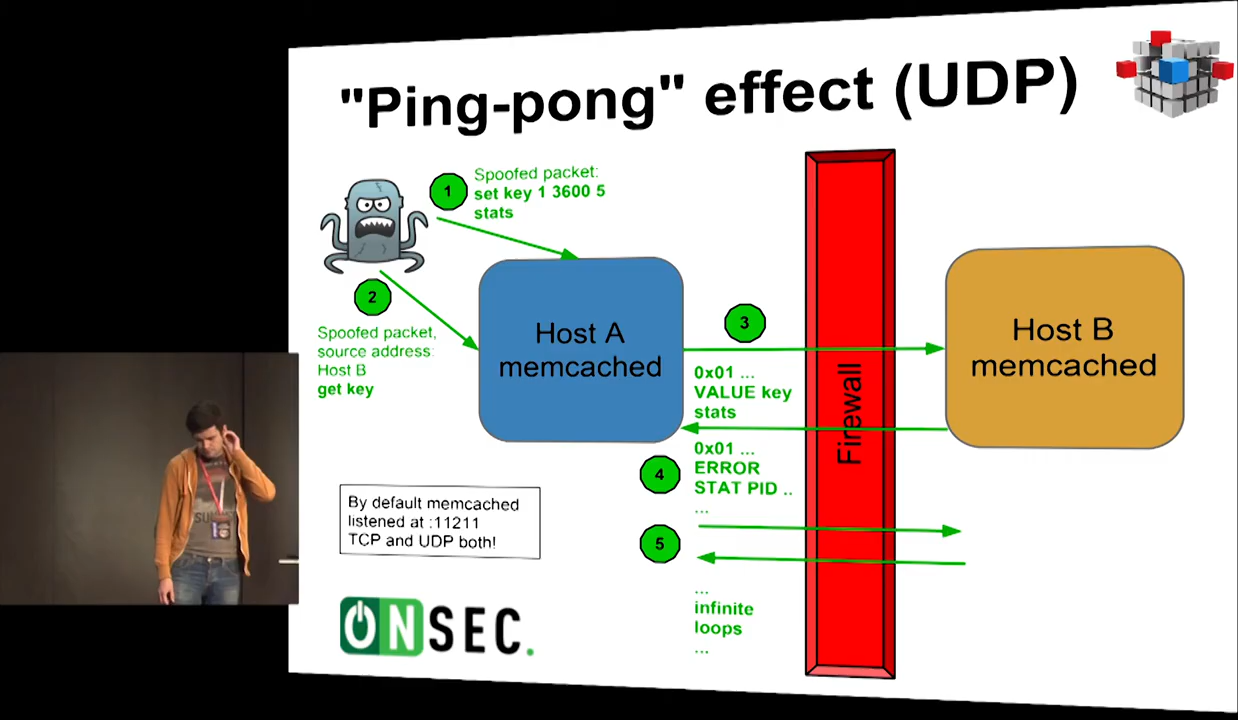 "Ping-pong" effect (UDP)
1
Spoofed packet:
set key 1 3600 5
stats
2
Spoofed packet,
source address:
Host B
get key
Host A
memcached
3
0x01 ...
VALUE key
stats
Firewall
Host B
memcached
4
0x01 ...
ERROR
STAT PID ..
...
5
...
infinite
loops
...
By default memcached
listened at :11211
TCP and UDP both!
ONSEC.